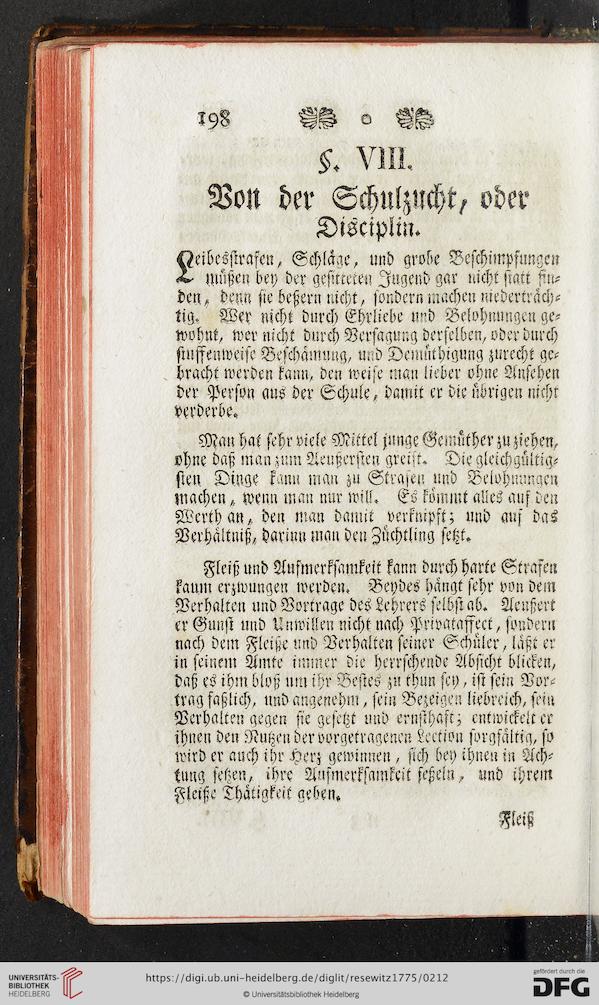 198
§. VIII.
Von der Schulzucht, oder
Disciplin.
Leibesstrafen, Schläge, und grobe Beschimpfungen
müßen bey der gesitteten Jugend gar nicht statt fin-
den, denn sie beßern nicht, sondern machen niederträch-
tig. Wer nicht durch Ehrliebe und Belohnungen ge-
wohnt, wer nicht durch Versagung derselben, oder durch
stuffenweise Beschämung, und Demüthigung zurecht ge-
bracht werden kann, den weise man lieber ohne Ansehen
der Person aus der Schule, damit er die übrigen nicht
verderbe.
Man hat sehr viele Mittel junge Gemüther zu ziehen,
ohne daß man zum Aeußersten greift. Die gleichgültig-
sten Dinge kann man zu Strafen und Belohnungen
machen, wenn man nur will. Es kömmt alles auf den
Werth an, den man damit verknipft; und auf das
Verhältniß, darinn man den Züchtling setzt.
Fleiß und Aufmerksamkeit kann durch harte Strafen
kaum erzwungen werden. Beydes hängt sehr von dem
Verhalten und Vortrage des Lehrers selbst ab. Aeußert
er Gunst und Unwillen nicht nach Privataffect, sondern
nach dem Fleiße und Verhalten seiner Schüler, läßt er
in seinem Amte immer die herrschende Absicht blicken,
daß es ihm bloß um ihr Bestes zu thun sey, ist sein Vor-
trag faßlich, und angenehm, sein Bezeigen liebreich, sein
Verhalten gegen sie gesetzt und ernsthaft; entwickelt er
ihnen den Nutzen der vorgetragenen Lection sorgfältig, so
wird er auch ihr Herz gewinnen, sich bey ihnen in Ach-
tung setzen, ihre Aufmerksamkeit feßeln, und ihrem
Fleiße Thätigkeit geben.
Fleiß
UNIVERSITÄTS-
BIBLIOTHEK
HEIDELBERG
https://digi.ub.uni-heidelberg.de/diglit/resewitz1775/0212
© Universitätsbibliothek Heidelberg
gefördert durch die
DFG